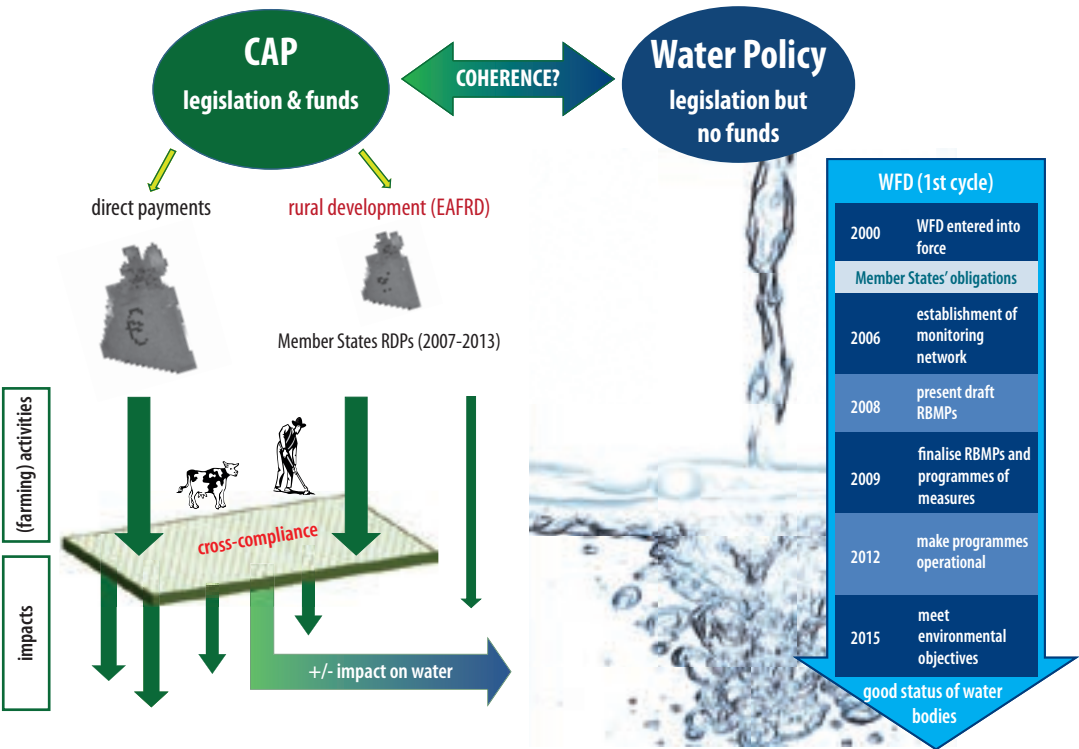 CAP
legislation & funds
COHERENCE?
Water Policy
legislation but
no funds
direct payments
rural development (EAFRD)
€
Member States RDPs (2007-2013)
(farming) activities
cross-compliance
impacts
+/- impact on water
WFD (1st cycle)
2000 WFD entered into
force
Member States' obligations
2006 establishment of
monitoring
network
2008 present draft
RBMPs
2009 finalise RBMPs and
programmes of
measures
2012 make programmes
operational
2015 meet
environmental
objectives
good status of water
bodies